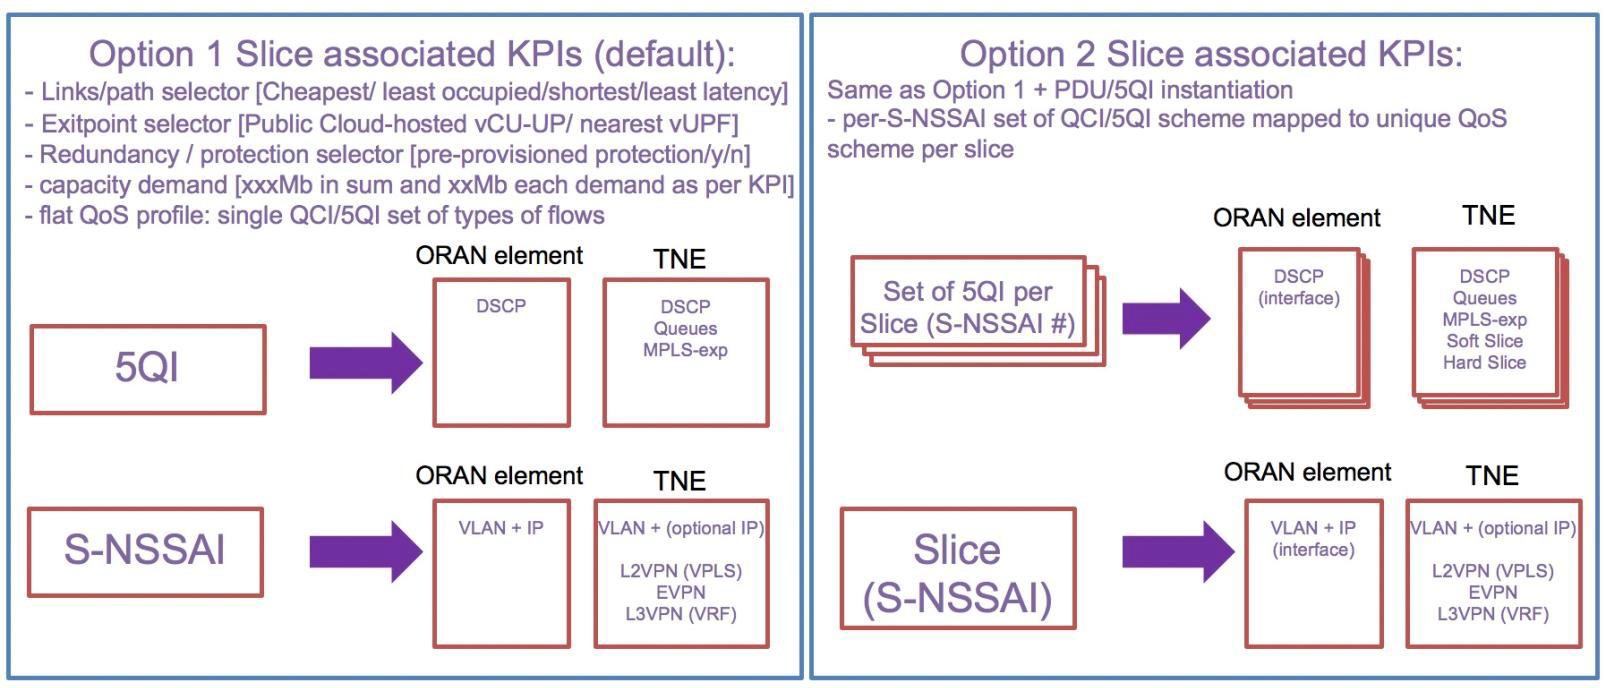 Option 1 Slice associated KPIs (default):
- Links/path selector [Cheapest/ least occupied/shortest/least latency]
- Exitpoint selector [Public Cloud-hosted vCU-UP/ nearest vUPF]
- Redundancy / protection selector [pre-provisioned protection/y/n]
- capacity demand [xxxMb in sum and xxMb each demand as per KPI]
- flat QoS profile: single QCI/5QI set of types of flows
ORAN element
TNE
5QI
DSCP
DSCP
Queues
MPLS-exp
ORAN element
TNE
S-NSSAI
VLAN + IP
VLAN + (optional IP)
L2VPN (VPLS)
EVPN
L3VPN (VRF)
Option 2 Slice associated KPIs:
Same as Option 1 + PDU/5QI instantiation
- per-S-NSSAI set of QCI/5QI scheme mapped to unique QoS
scheme per slice
ORAN element
TNE
Set of 5QI per
Slice (S-NSSAI #)
DSCP
(interface)
DSCP
Queues
MPLS-exp
Soft Slice
Hard Slice
ORAN element
TNE
Slice
(S-NSSAI)
VLAN + IP
(interface)
VLAN + (optional IP)
L2VPN (VPLS)
EVPN
L3VPN (VRF)